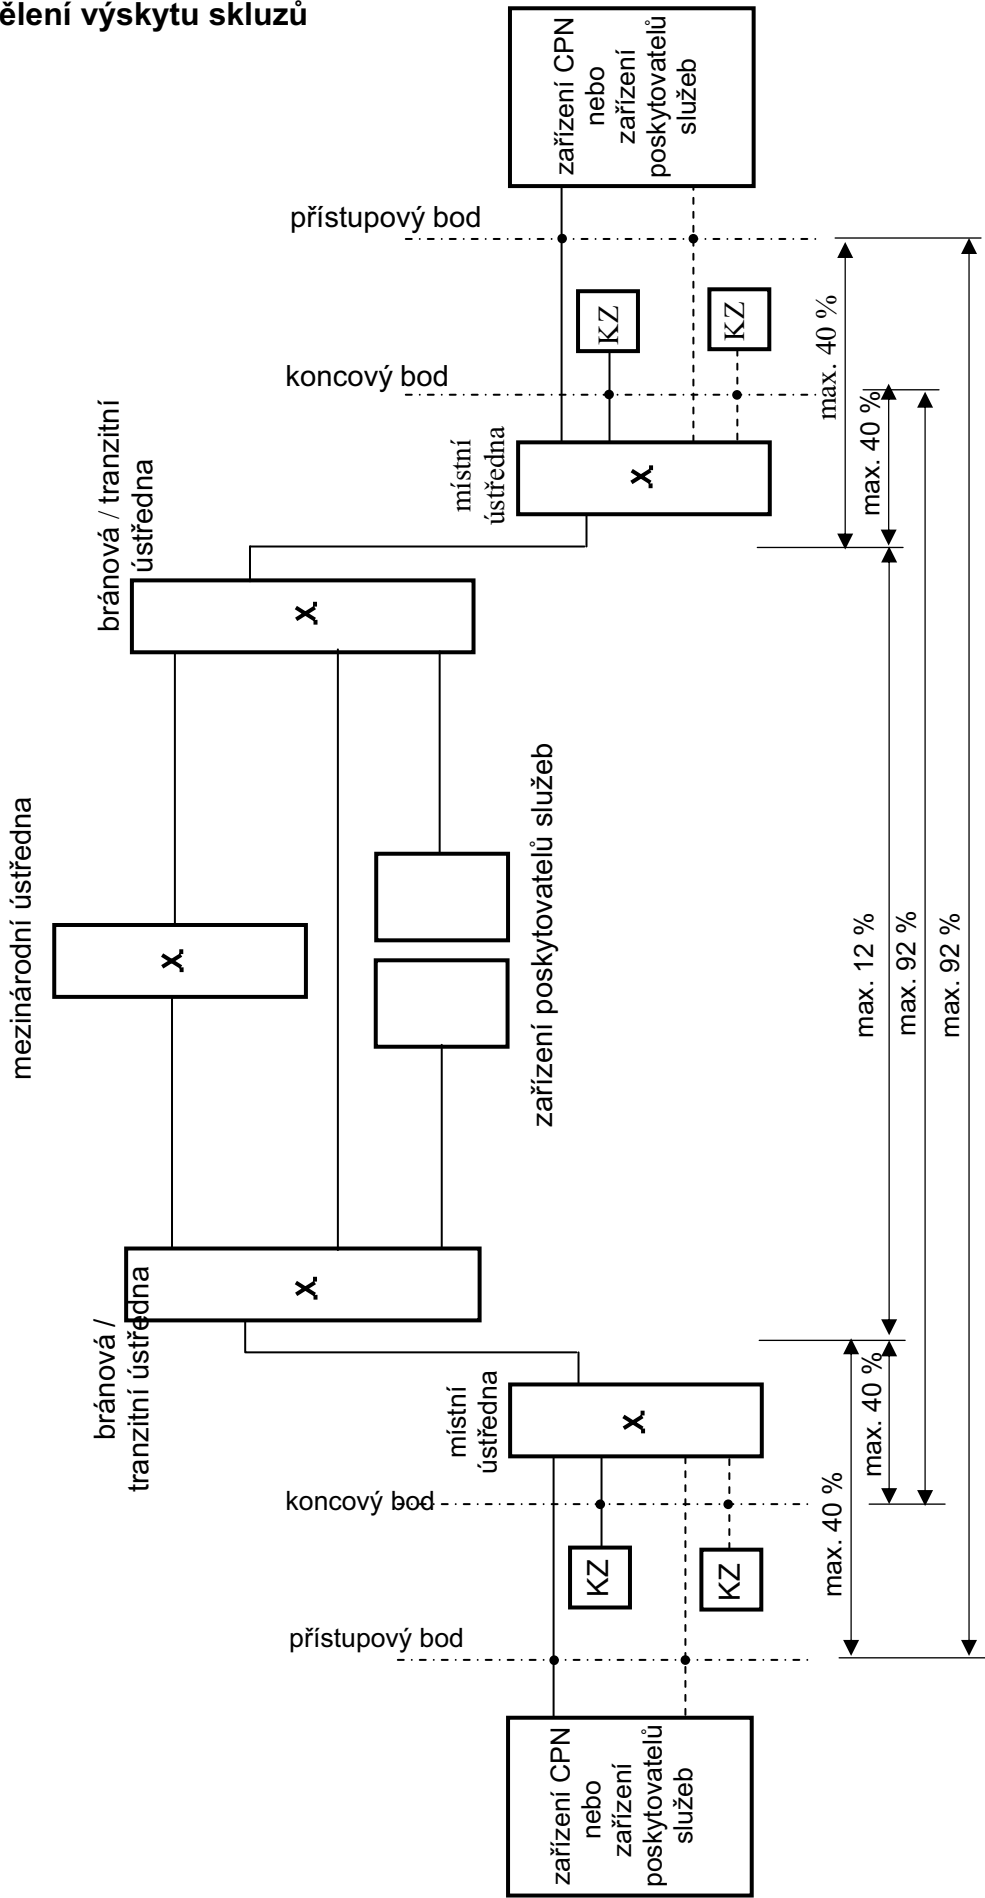 ělení výskytu skluzů
zařízení CPN
nebo
zařízení
poskytovatelů
služeb
přístupový bod
KZ
KZ
koncový bod
max. 40 %
max. 40 %
místní
ústředna
X
bránová / tranzitní
ústředna
X
mezinárodní ústředna
X
zařízení poskytovatelů služeb
max. 12 %
max. 92 %
max. 92 %
X
bránová /
tranzitní ústředna
místní
ústředna
X
max. 40 %
max. 40 %
koncový bod
KZ
KZ
přístupový bod
zařízení CPN
nebo
zařízení
poskytovatelů
služeb